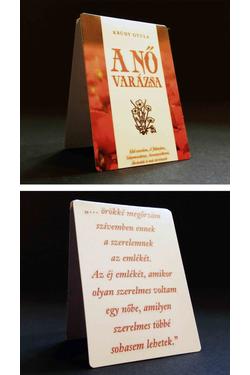 KRÚDY GYULA
A NŐ
VARÁZSA
„... örökké megőrzöm
szívemben ennek
a szerelemnek
az emlékét.
Az éj emlékét, amikor
olyan szerelmes voltam
egy nőbe, amilyen
szerelmes többé
sohasem lehetek.”